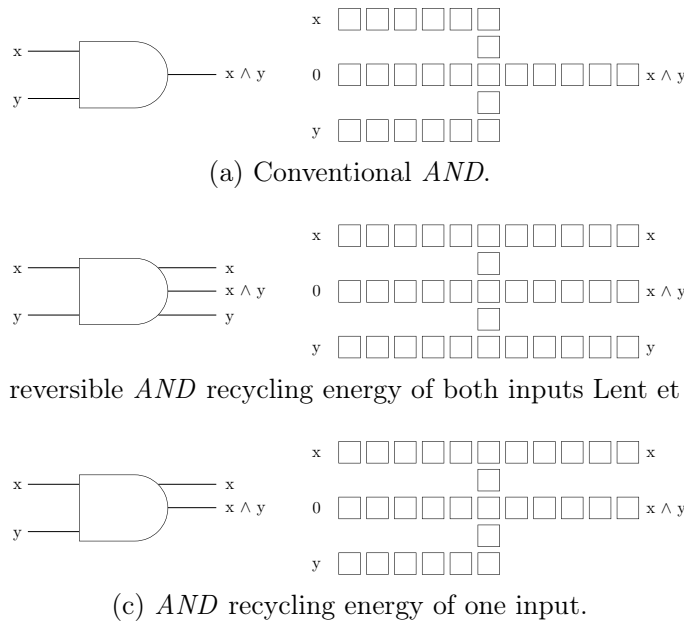 x
x
y
x ∧ y
0
x ∧ y
y
(a) Conventional AND.
x
x
x
x
x ∧ y
0
x ∧ y
y
y
y
y
reversible AND recycling energy of both inputs Lent et
x
x
x
x
x ∧ y
0
x ∧ y
y
y
(c) AND recycling energy of one input.